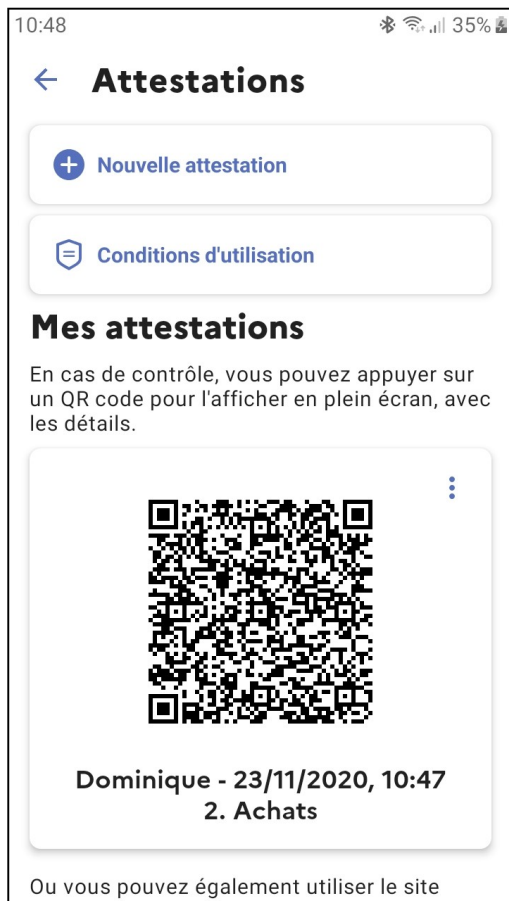 10:48 35%
Attestations
Nouvelle attestation
Conditions d'utilisation
Mes attestations
En cas de contrôle, vous pouvez appuyer sur
un QR code pour l'afficher en plein écran, avec
les détails.
Dominique - 23/11/2020, 10:47
2. Achats
Ou vous pouvez également utiliser le site